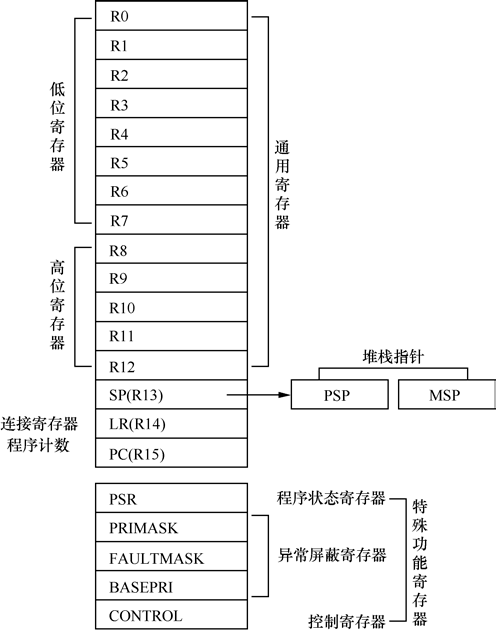 R0
R1
R2
R3
R4
R5
R6
R7
低位寄存器
通用寄存器
R8
R9
R10
R11
R12
高位寄存器
堆栈指针
SP(R13)
PSP
MSP
连接寄存器
LR(R14)
程序计数
PC(R15)
PSR
程序状态寄存器
PRIMASK
FAULTMASK
异常屏蔽寄存器
BASEPRI
CONTROL
控制寄存器
特殊功能寄存器